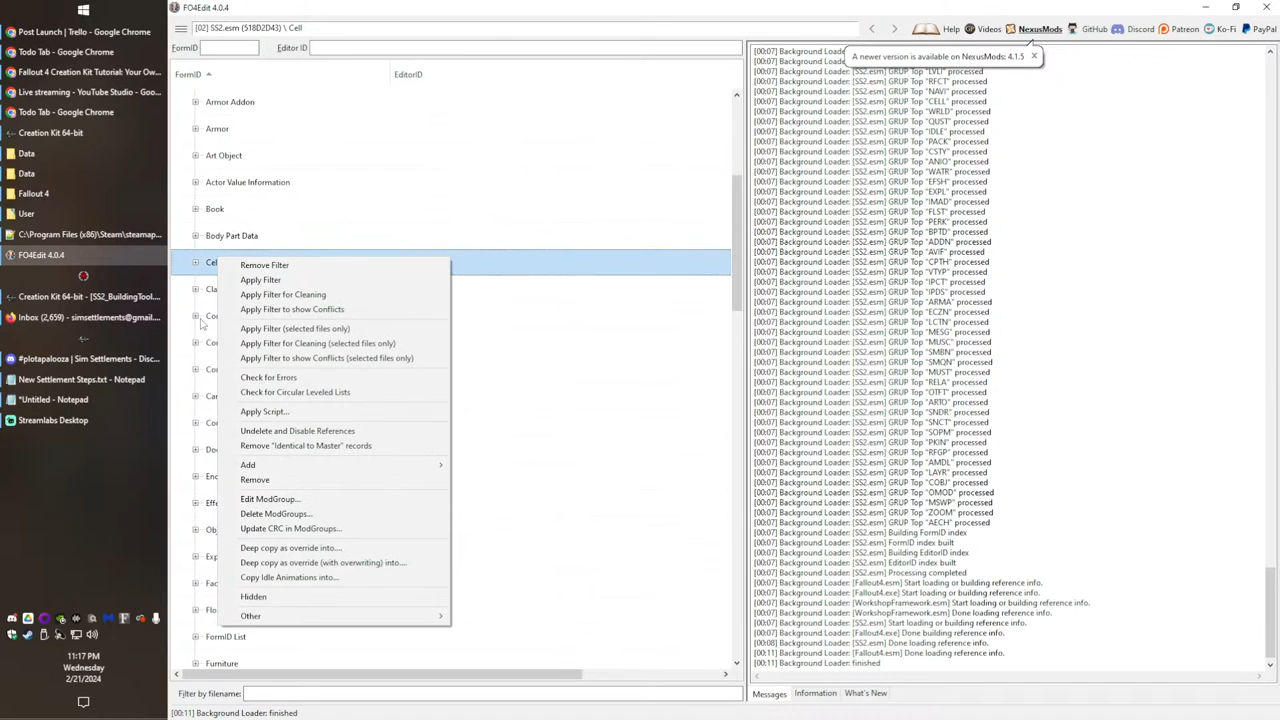 Post Launch | Trello - Google Chrome
Todo Tab - Google Chrome
Fallout 4 Creation Kit Tutorial: Your Ow...
Live streaming - YouTube Studio - Goog...
Todo Tab - Google Chrome
Creation Kit 64-bit
Data
Data
Fallout 4
User
C:\Program Files (x86)\Steam\steamap...
FO4Edit 4.0.4
Creation Kit 64-bit - [SS2_BuildingTool...
Inbox (2,659) - simsettlements@gmail....
#plotapalooza | Sim Settlements - Disc...
New Settlement Steps.txt - Notepad
*Untitled - Notepad
Streamlabs Desktop
11:17 PM
Wednesday
2/21/2024
FO4Edit 4.0.4
[02] SS2.esm (518D2D43) \ Cell
Help
Videos
NexusMods
GitHub
Discord
Patreon
Ko-Fi
PayPal
FormID
Editor ID
A newer version is available on NexusMods: 4.1.5
FormID
EditorID
Armor Addon
Armor
Art Object
Actor Value Information
Book
Body Part Data
Cel
Cla
Cor
Cor
Cor
Car
Cor
Do
Enc
Effe
Obj
Exp
Fac
Flo
FormID List
Furniture
Remove Filter
Apply Filter
Apply Filter for Cleaning
Apply Filter to show Conflicts
Apply Filter (selected files only)
Apply Filter for Cleaning (selected files only)
Apply Filter to show Conflicts (selected files only)
Check for Errors
Check for Circular Leveled Lists
Apply Script...
Undelete and Disable References
Remove "Identical to Master" records
Add
Remove
Edit ModGroup...
Delete ModGroups...
Update CRC in ModGroups...
Deep copy as override into....
Deep copy as override (with overwriting) into....
Copy Idle Animations into...
Hidden
Other
Filter by filename:
[00:11] Background Loader: finished
[00:07] Background Loader:
[00:07] Background Loader:
[00:07] Background Loader: [SS2.esm] GRUP Top "LVLI" processed
[00:07] Background Loader: [SS2.esm] GRUP Top "RFCT" processed
[00:07] Background Loader: [SS2.esm] GRUP Top "NAVI" processed
[00:07] Background Loader: [SS2.esm] GRUP Top "CELL" processed
[00:07] Background Loader: [SS2.esm] GRUP Top "WRLD" processed
[00:07] Background Loader: [SS2.esm] GRUP Top "QUST" processed
[00:07] Background Loader: [SS2.esm] GRUP Top "IDLE" processed
[00:07] Background Loader: [SS2.esm] GRUP Top "PACK" processed
[00:07] Background Loader: [SS2.esm] GRUP Top "CSTY" processed
[00:07] Background Loader: [SS2.esm] GRUP Top "ANIO" processed
[00:07] Background Loader: [SS2.esm] GRUP Top "WATR" processed
[00:07] Background Loader: [SS2.esm] GRUP Top "EFSH" processed
[00:07] Background Loader: [SS2.esm] GRUP Top "EXPL" processed
[00:07] Background Loader: [SS2.esm] GRUP Top "IMAD" processed
[00:07] Background Loader: [SS2.esm] GRUP Top "FLST" processed
[00:07] Background Loader: [SS2.esm] GRUP Top "PERK" processed
[00:07] Background Loader: [SS2.esm] GRUP Top "BPTD" processed
[00:07] Background Loader: [SS2.esm] GRUP Top "ADDN" processed
[00:07] Background Loader: [SS2.esm] GRUP Top "AVIF" processed
[00:07] Background Loader: [SS2.esm] GRUP Top "CPTH" processed
[00:07] Background Loader: [SS2.esm] GRUP Top "VTYP" processed
[00:07] Background Loader: [SS2.esm] GRUP Top "IPCT" processed
[00:07] Background Loader: [SS2.esm] GRUP Top "IPDS" processed
[00:07] Background Loader: [SS2.esm] GRUP Top "ARMA" processed
[00:07] Background Loader: [SS2.esm] GRUP Top "ECZN" processed
[00:07] Background Loader: [SS2.esm] GRUP Top "LCTN" processed
[00:07] Background Loader: [SS2.esm] GRUP Top "MESG" processed
[00:07] Background Loader: [SS2.esm] GRUP Top "MUSC" processed
[00:07] Background Loader: [SS2.esm] GRUP Top "SMBN" processed
[00:07] Background Loader: [SS2.esm] GRUP Top "SMQN" processed
[00:07] Background Loader: [SS2.esm] GRUP Top "MUST" processed
[00:07] Background Loader: [SS2.esm] GRUP Top "RELA" processed
[00:07] Background Loader: [SS2.esm] GRUP Top "OTFT" processed
[00:07] Background Loader: [SS2.esm] GRUP Top "ARTO" processed
[00:07] Background Loader: [SS2.esm] GRUP Top "SNDR" processed
[00:07] Background Loader: [SS2.esm] GRUP Top "SNCT" processed
[00:07] Background Loader: [SS2.esm] GRUP Top "SOPM" processed
[00:07] Background Loader: [SS2.esm] GRUP Top "PKIN" processed
[00:07] Background Loader: [SS2.esm] GRUP Top "RFGP" processed
[00:07] Background Loader: [SS2.esm] GRUP Top "AMDL" processed
[00:07] Background Loader: [SS2.esm] GRUP Top "LAYR" processed
[00:07] Background Loader: [SS2.esm] GRUP Top "COBJ" processed
[00:07] Background Loader: [SS2.esm] GRUP Top "OMOD" processed
[00:07] Background Loader: [SS2.esm] GRUP Top "MSWP" processed
[00:07] Background Loader: [SS2.esm] GRUP Top "ZOOM" processed
[00:07] Background Loader: [SS2.esm] GRUP Top "AECH" processed
[00:07] Background Loader: [SS2.esm] Building FormID index
[00:07] Background Loader: [SS2.esm] FormID index built
[00:07] Background Loader: [SS2.esm] Building EditorID index
[00:07] Background Loader: [SS2.esm] EditorID index built
[00:07] Background Loader: [SS2.esm] Processing completed
[00:07] Background Loader: [Fallout4.esm] Start loading or building reference info.
[00:07] Background Loader: [Fallout4.exe] Start loading or building reference info.
[00:07] Background Loader: [WorkshopFramework.esm] Start loading or building reference info.
[00:07] Background Loader: [WorkshopFramework.esm] Done loading reference info.
[00:07] Background Loader: [SS2.esm] Start loading or building reference info.
[00:07] Background Loader: [Fallout4.exe] Done building reference info.
[00:08] Background Loader: [SS2.esm] Done loading reference info.
[00:11] Background Loader: [Fallout4.esm] Done loading reference info.
[00:11] Background Loader: finished
Messages
Information
What's New